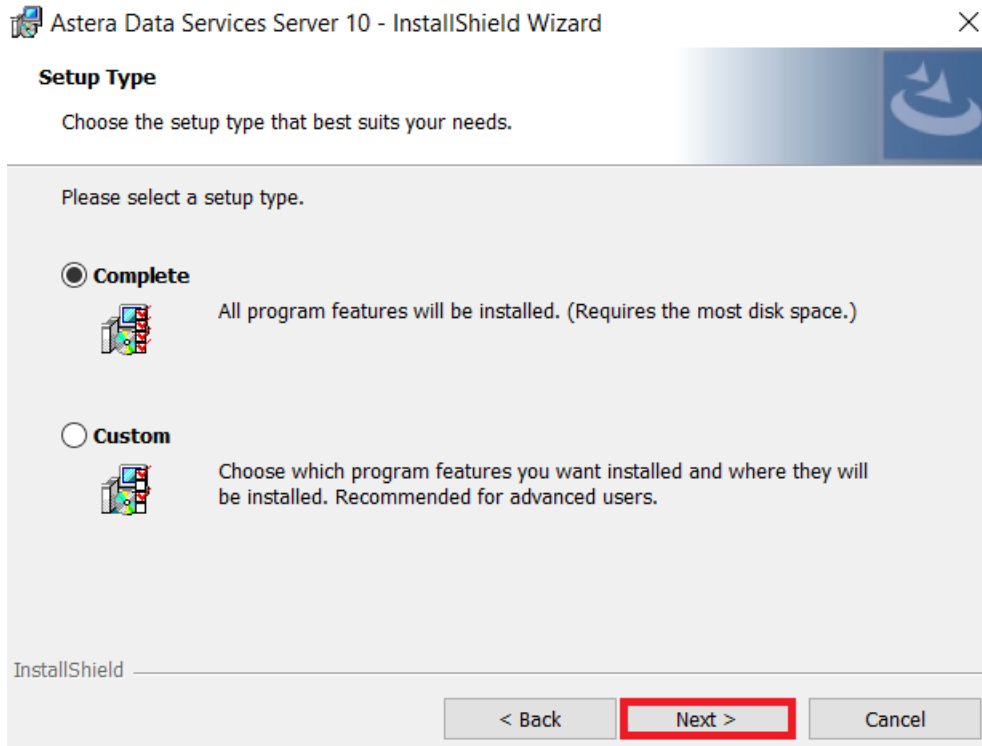 Astera Data Services Server 10 - InstallShield Wizard
Setup Type
Choose the setup type that best suits your needs.
Please select a setup type.
Complete
All program features will be installed. (Requires the most disk space.)
Custom
Choose which program features you want installed and where they will
be installed. Recommended for advanced users.
InstallShield
< Back
Next >
Cancel